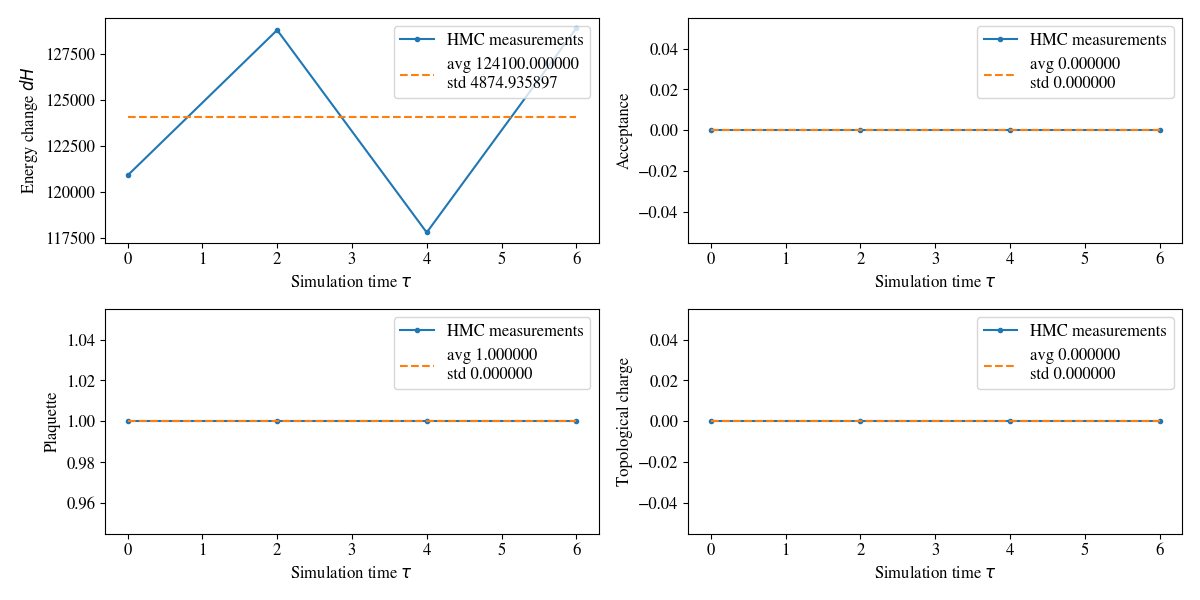 127500
125000
122500
120000
117500
Energy change dH
HMC measurements
avg 124100.000000
std 4874.935897
0 1 2 3 4 5 6
Simulation time τ
0.04
0.02
0.00
−0.02
−0.04
Acceptance
HMC measurements
avg 0.000000
std 0.000000
0 1 2 3 4 5 6
Simulation time τ
1.04
1.02
1.00
0.98
0.96
Plaquette
HMC measurements
avg 1.000000
std 0.000000
0 1 2 3 4 5 6
Simulation time τ
0.04
0.02
0.00
−0.02
−0.04
Topological charge
HMC measurements
avg 0.000000
std 0.000000
0 1 2 3 4 5 6
Simulation time τ